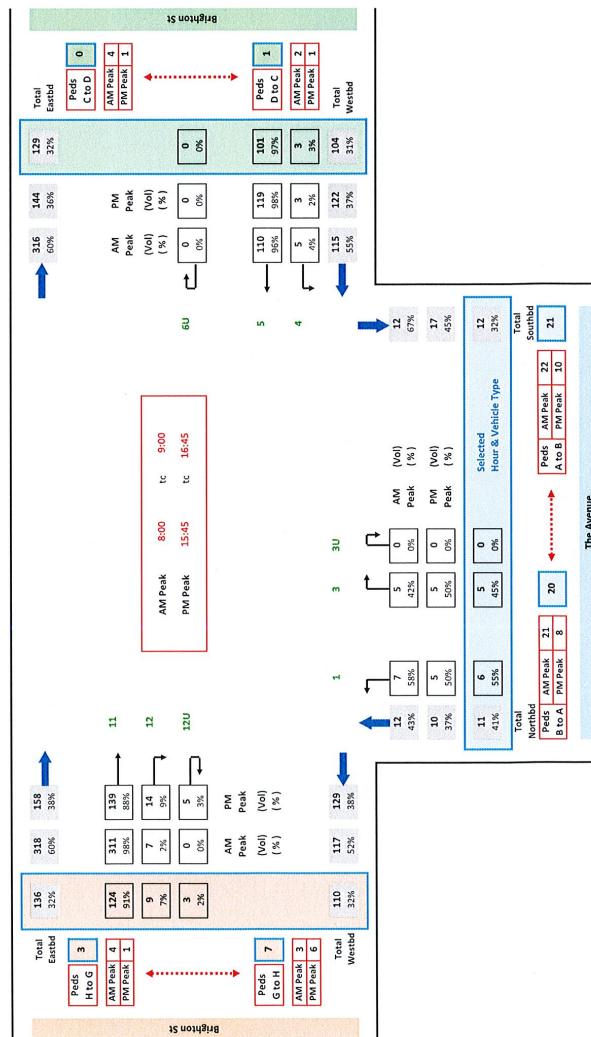 Total 136 318 158 316 144 129 Total
Eastbd 32% 60% 38% 60% 36% 32% Eastbd
Peds 3
H to G
AM Peak 4
PM Peak 1
124 311 139 11
91% 98% 88%
9 7 14 12
7% 2% 9%
3 0 5 12U
2% 0% 3%
AM PM
Peak Peak
(Vol) (Vol)
( % ) ( % )
Peds 7
G to H
AM Peak 3
PM Peak 6
Total 110 117 129
Westbd 32% 52% 38%
Brighton St
AM Peak 8:00 tc 9:00
PM Peak 15:45 tc 16:45
AM PM
Peak Peak
(Vol) (Vol)
( % ) ( % )
6U 0 0 0
0% 0% 0%
5 110 119 101
96% 98% 97%
4 5 3 3
4% 2% 3%
115 122 104 Total
55% 37% 31% Westbd
Peds 0
C to D
AM Peak 4
PM Peak 1
Peds 1
D to C
AM Peak 2
PM Peak 1
Brighton St
1 3 3U
12 7 5 0 AM (Vol) 12
43% 58% 42% 0% Peak ( % ) 67%
10 5 5 0 PM (Vol) 17
37% 50% 50% 0% Peak ( % ) 45%
11 6 5 0 Selected 12
41% 55% 45% 0% Hour & Vehicle Type 32%
Total Total
Northbd Southbd
Peds AM Peak 21 20
B to A PM Peak 8
Peds AM Peak 22 21
A to B PM Peak 10
The Avenue